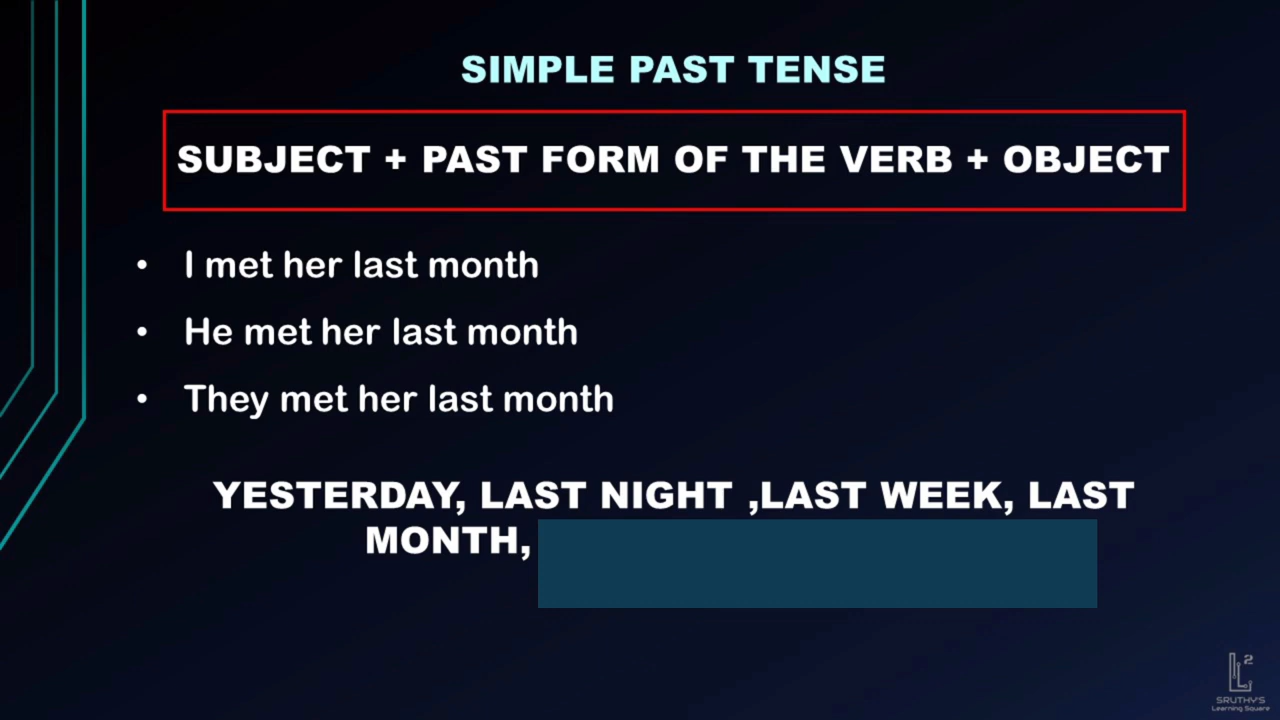 SIMPLE PAST TENSE
SUBJECT + PAST FORM OF THE VERB + OBJECT
• I met her last month
• He met her last month
• They met her last month
YESTERDAY, LAST NIGHT ,LAST WEEK, LAST
MONTH,
L²
SRUTHY'S
Learning Square